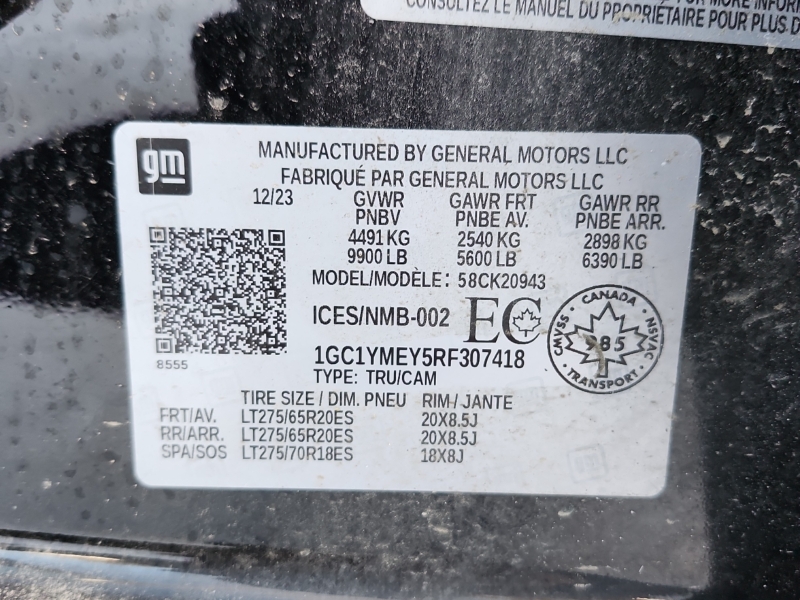 FOR MORE INFORM
CONSULTEZ LE MANUEL DU PROPRIÉTAIRE POUR PLUS D
gm
MANUFACTURED BY GENERAL MOTORS LLC
FABRIQUÉ PAR GENERAL MOTORS LLC
12/23 GVWR GAWR FRT GAWR RR
PNBV PNBE AV. PNBE ARR.
4491 KG 2540 KG 2898 KG
9900 LB 5600 LB 6390 LB
MODEL/MODÈLE: 58CK20943
ICES/NMB-002 EC
CANADA
CMVSS 985 NSVAC
TRANSPORT
8555
1GC1YMEY5RF307418
TYPE: TRU/CAM
TIRE SIZE / DIM. PNEU RIM / JANTE
FRT/AV. LT275/65R20ES 20X8.5J
RR/ARR. LT275/65R20ES 20X8.5J
SPA/SOS LT275/70R18ES 18X8J
gm